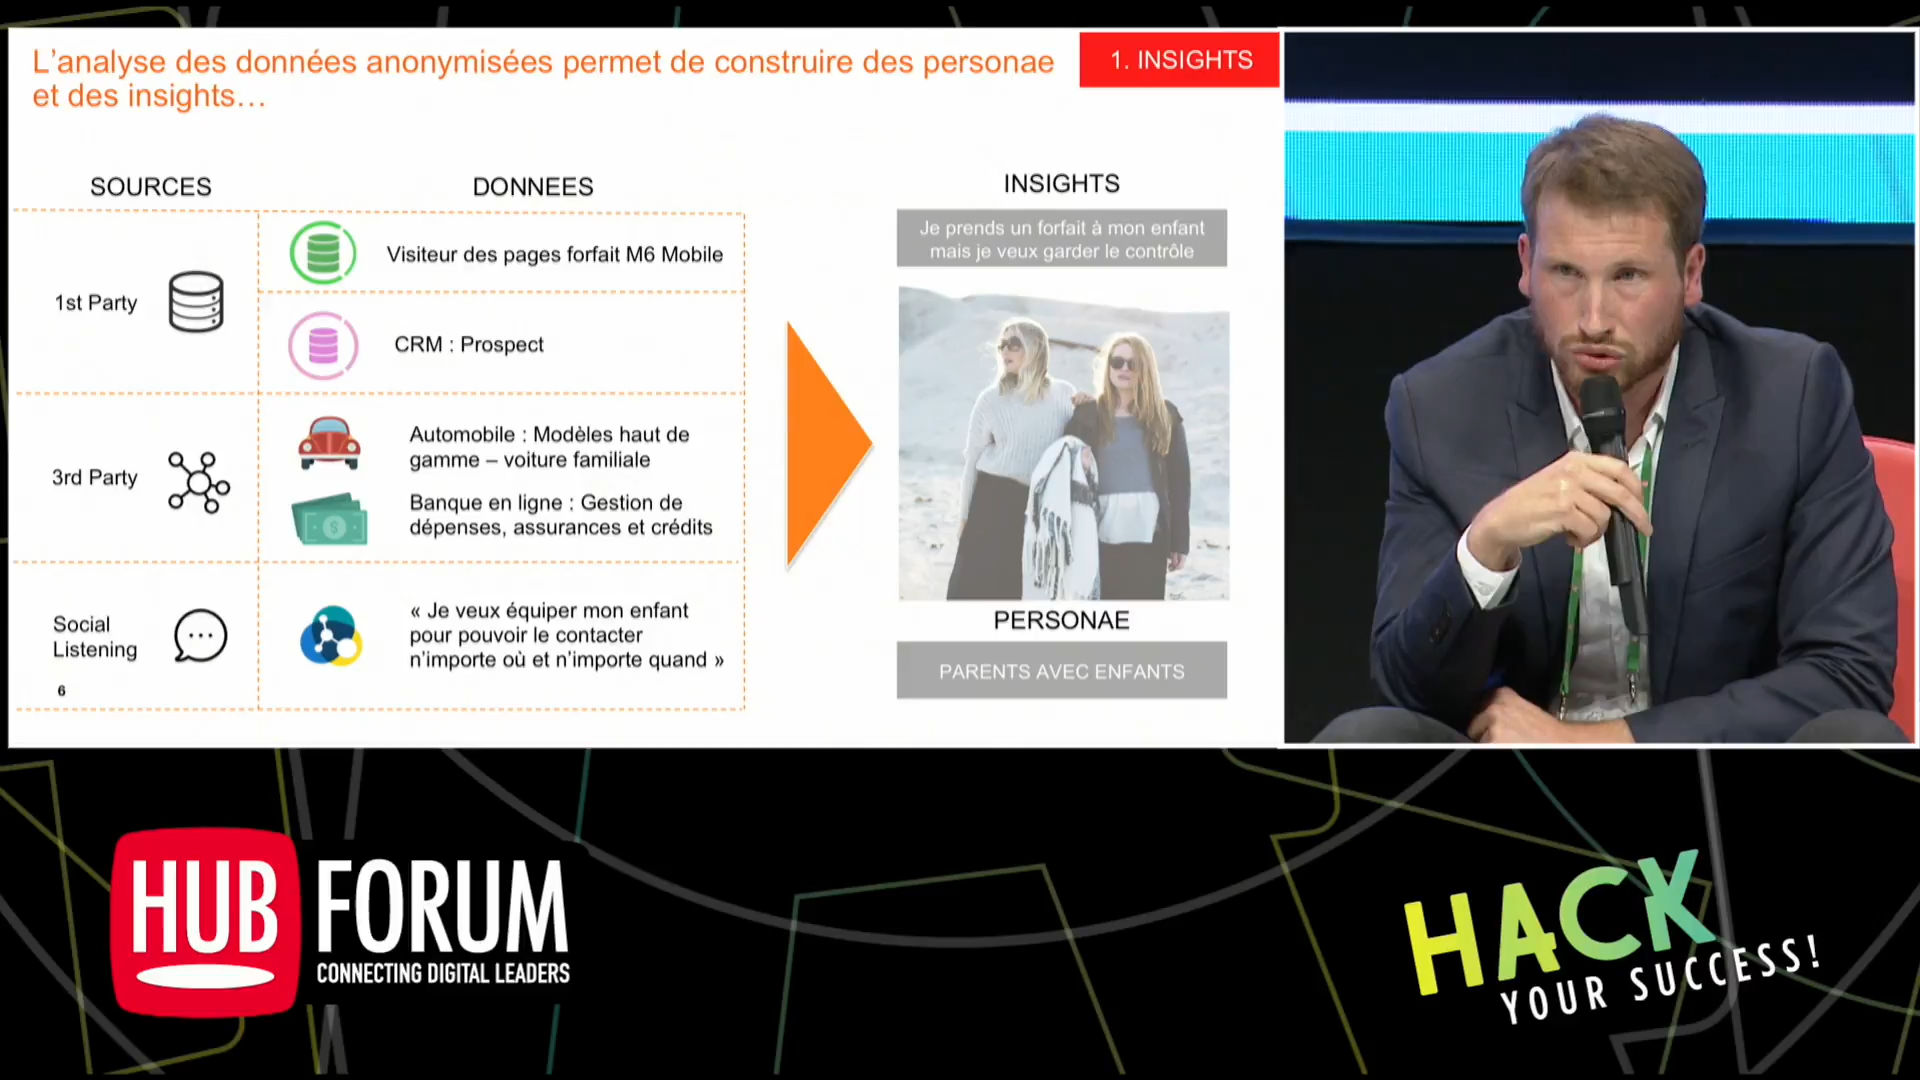 L'analyse des données anonymisées permet de construire des personae
et des insights…
1. INSIGHTS
SOURCES
DONNEES
INSIGHTS
1st Party
Visiteur des pages forfait M6 Mobile
CRM : Prospect
3rd Party
Automobile : Modèles haut de
gamme – voiture familiale
Banque en ligne : Gestion de
dépenses, assurances et crédits
Social
Listening
« Je veux équiper mon enfant
pour pouvoir le contacter
n'importe où et n'importe quand »
6
Je prends un forfait à mon enfant
mais je veux garder le contrôle
PERSONAE
PARENTS AVEC ENFANTS
HUB FORUM
CONNECTING DIGITAL LEADERS
HACK
YOUR SUCCESS!